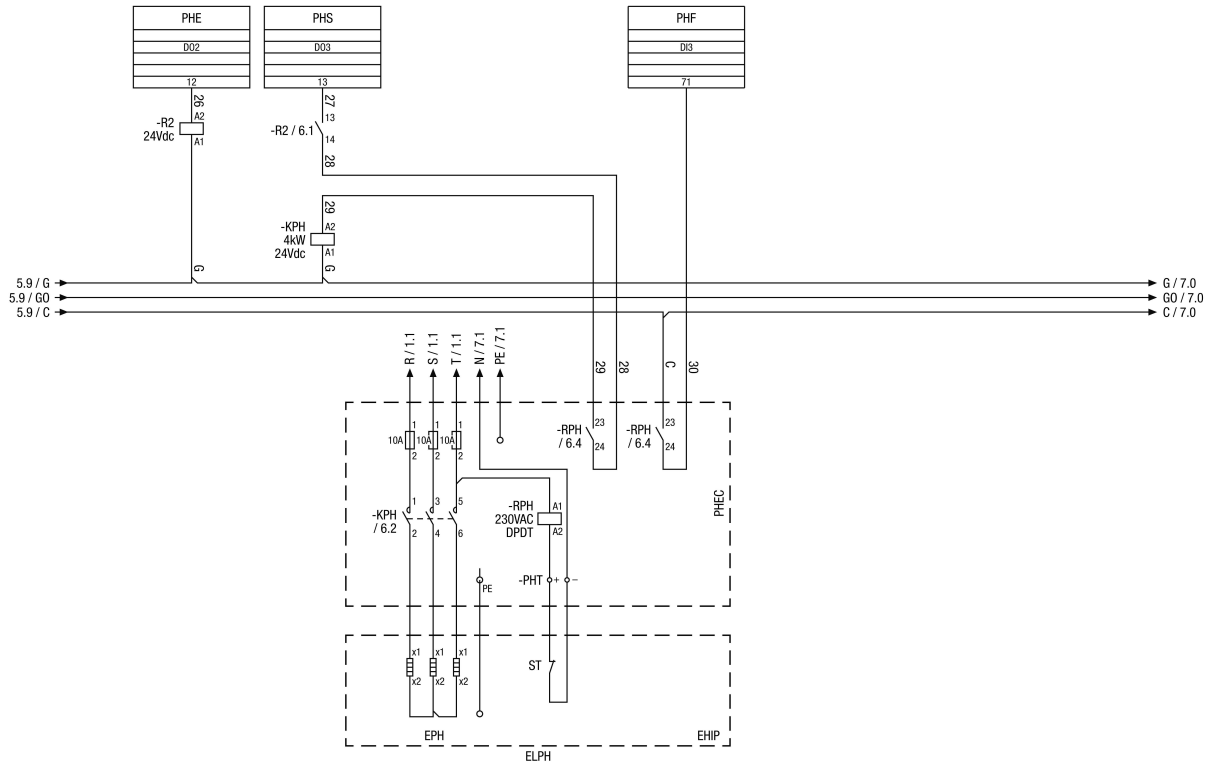 PHE PHS PHF
DO2 DO3 DI3
12 13 71
26 27
-R2 24Vdc A2 A1
-R2 / 6.1 13 14
28
29
-KPH 4kW 24Vdc A2 A1
G G
5.9 / G G / 7.0
5.9 / GO GO / 7.0
5.9 / C C / 7.0
R / 1.1 S / 1.1 T / 1.1 N / 7.1 PE / 7.1
29 28 C 30
10A 1 2 10A 1 2 10A 1 2
-RPH / 6.4 23 24
-RPH / 6.4 23 24
PHEC
-KPH / 6.2 1 2 3 4 5 6
-RPH 230VAC DPDT A1 A2
-PHT + –
PE
x1 x1 x1
x2 x2 x2
ST
EPH EHIP
ELPH